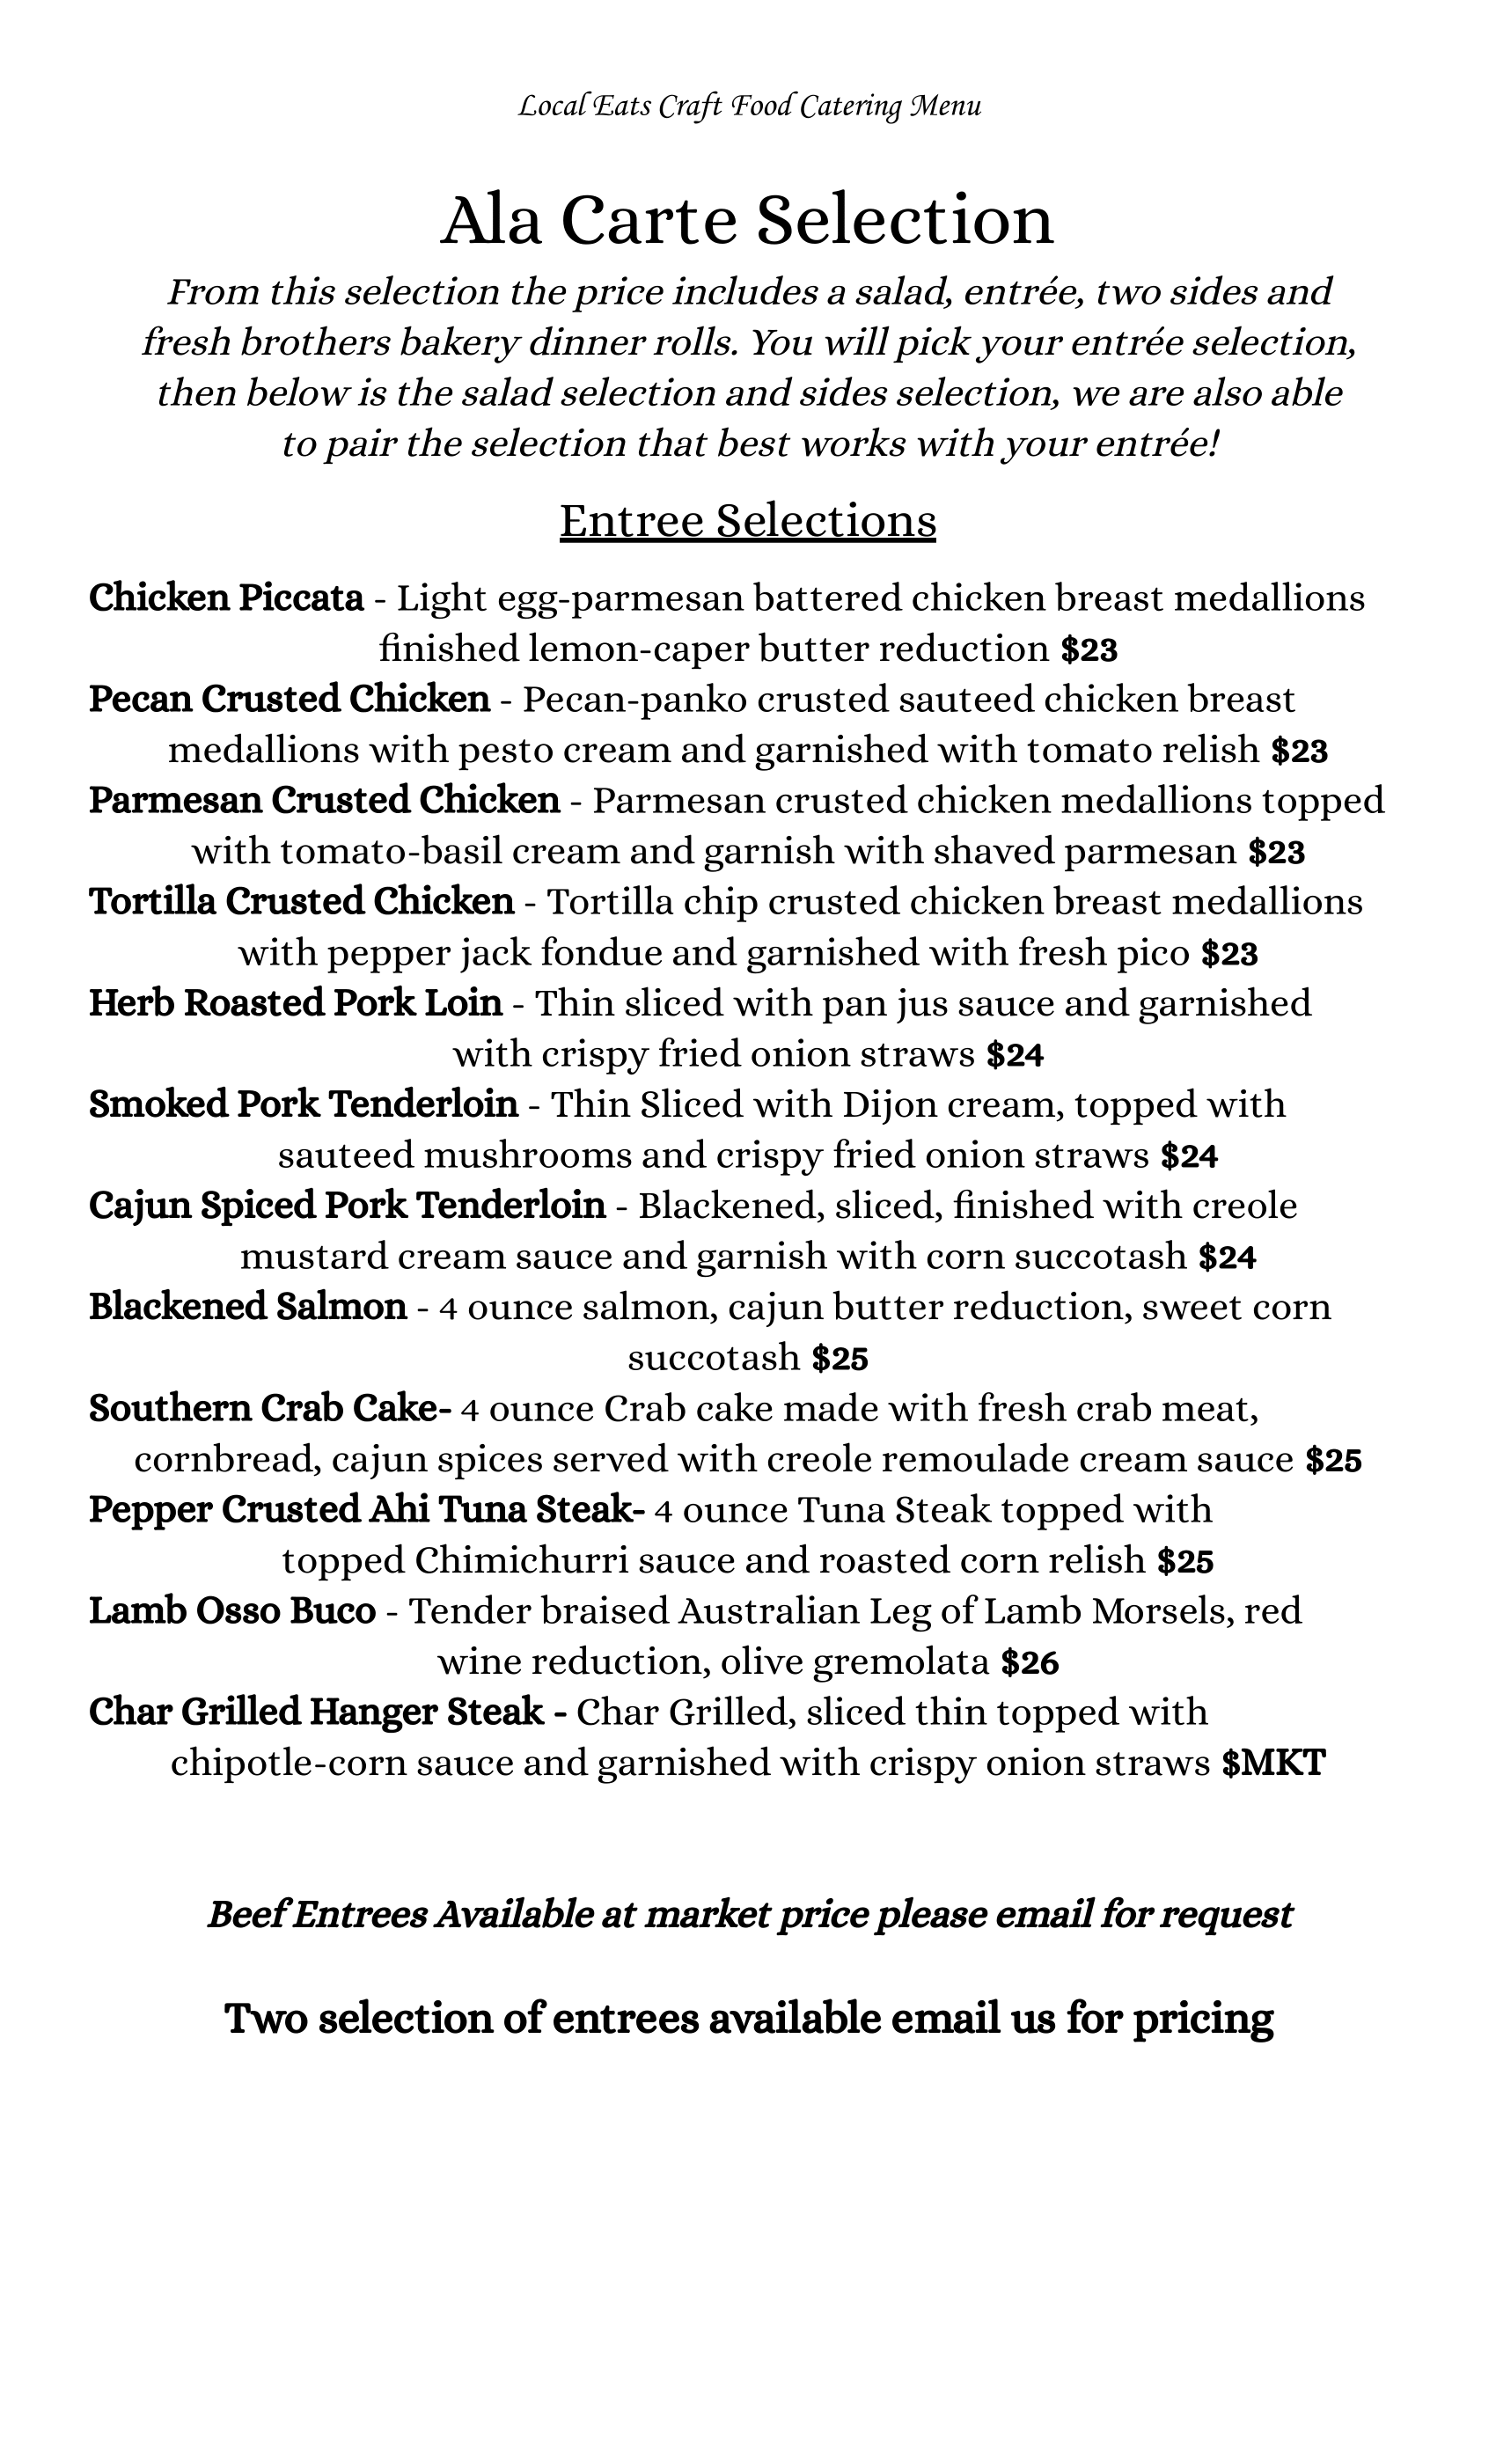 Local Eats Craft Food Catering Menu
Ala Carte Selection
From this selection the price includes a salad, entrée, two sides and
fresh brothers bakery dinner rolls. You will pick your entrée selection,
then below is the salad selection and sides selection, we are also able
to pair the selection that best works with your entrée!
Entree Selections
Chicken Piccata - Light egg-parmesan battered chicken breast medallions
finished lemon-caper butter reduction $23
Pecan Crusted Chicken - Pecan-panko crusted sauteed chicken breast
medallions with pesto cream and garnished with tomato relish $23
Parmesan Crusted Chicken - Parmesan crusted chicken medallions topped
with tomato-basil cream and garnish with shaved parmesan $23
Tortilla Crusted Chicken - Tortilla chip crusted chicken breast medallions
with pepper jack fondue and garnished with fresh pico $23
Herb Roasted Pork Loin - Thin sliced with pan jus sauce and garnished
with crispy fried onion straws $24
Smoked Pork Tenderloin - Thin Sliced with Dijon cream, topped with
sauteed mushrooms and crispy fried onion straws $24
Cajun Spiced Pork Tenderloin - Blackened, sliced, finished with creole
mustard cream sauce and garnish with corn succotash $24
Blackened Salmon - 4 ounce salmon, cajun butter reduction, sweet corn
succotash $25
Southern Crab Cake- 4 ounce Crab cake made with fresh crab meat,
cornbread, cajun spices served with creole remoulade cream sauce $25
Pepper Crusted Ahi Tuna Steak- 4 ounce Tuna Steak topped with
topped Chimichurri sauce and roasted corn relish $25
Lamb Osso Buco - Tender braised Australian Leg of Lamb Morsels, red
wine reduction, olive gremolata $26
Char Grilled Hanger Steak - Char Grilled, sliced thin topped with
chipotle-corn sauce and garnished with crispy onion straws $MKT
Beef Entrees Available at market price please email for request
Two selection of entrees available email us for pricing